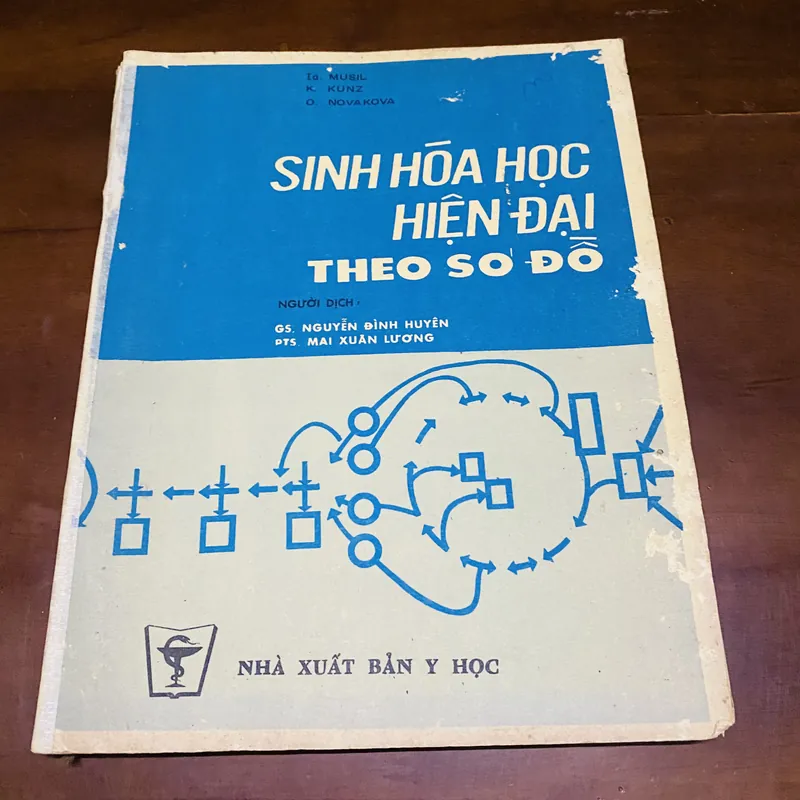 Id. MUSIL
K. KUNZ
O. NOVAKOVA
SINH HÓA HỌC
HIỆN ĐẠI
THEO SƠ ĐỒ
NGƯỜI DỊCH:
GS. NGUYỄN ĐÌNH HUYÊN
PTS. MAI XUÂN LƯƠNG
NHÀ XUẤT BẢN Y HỌC